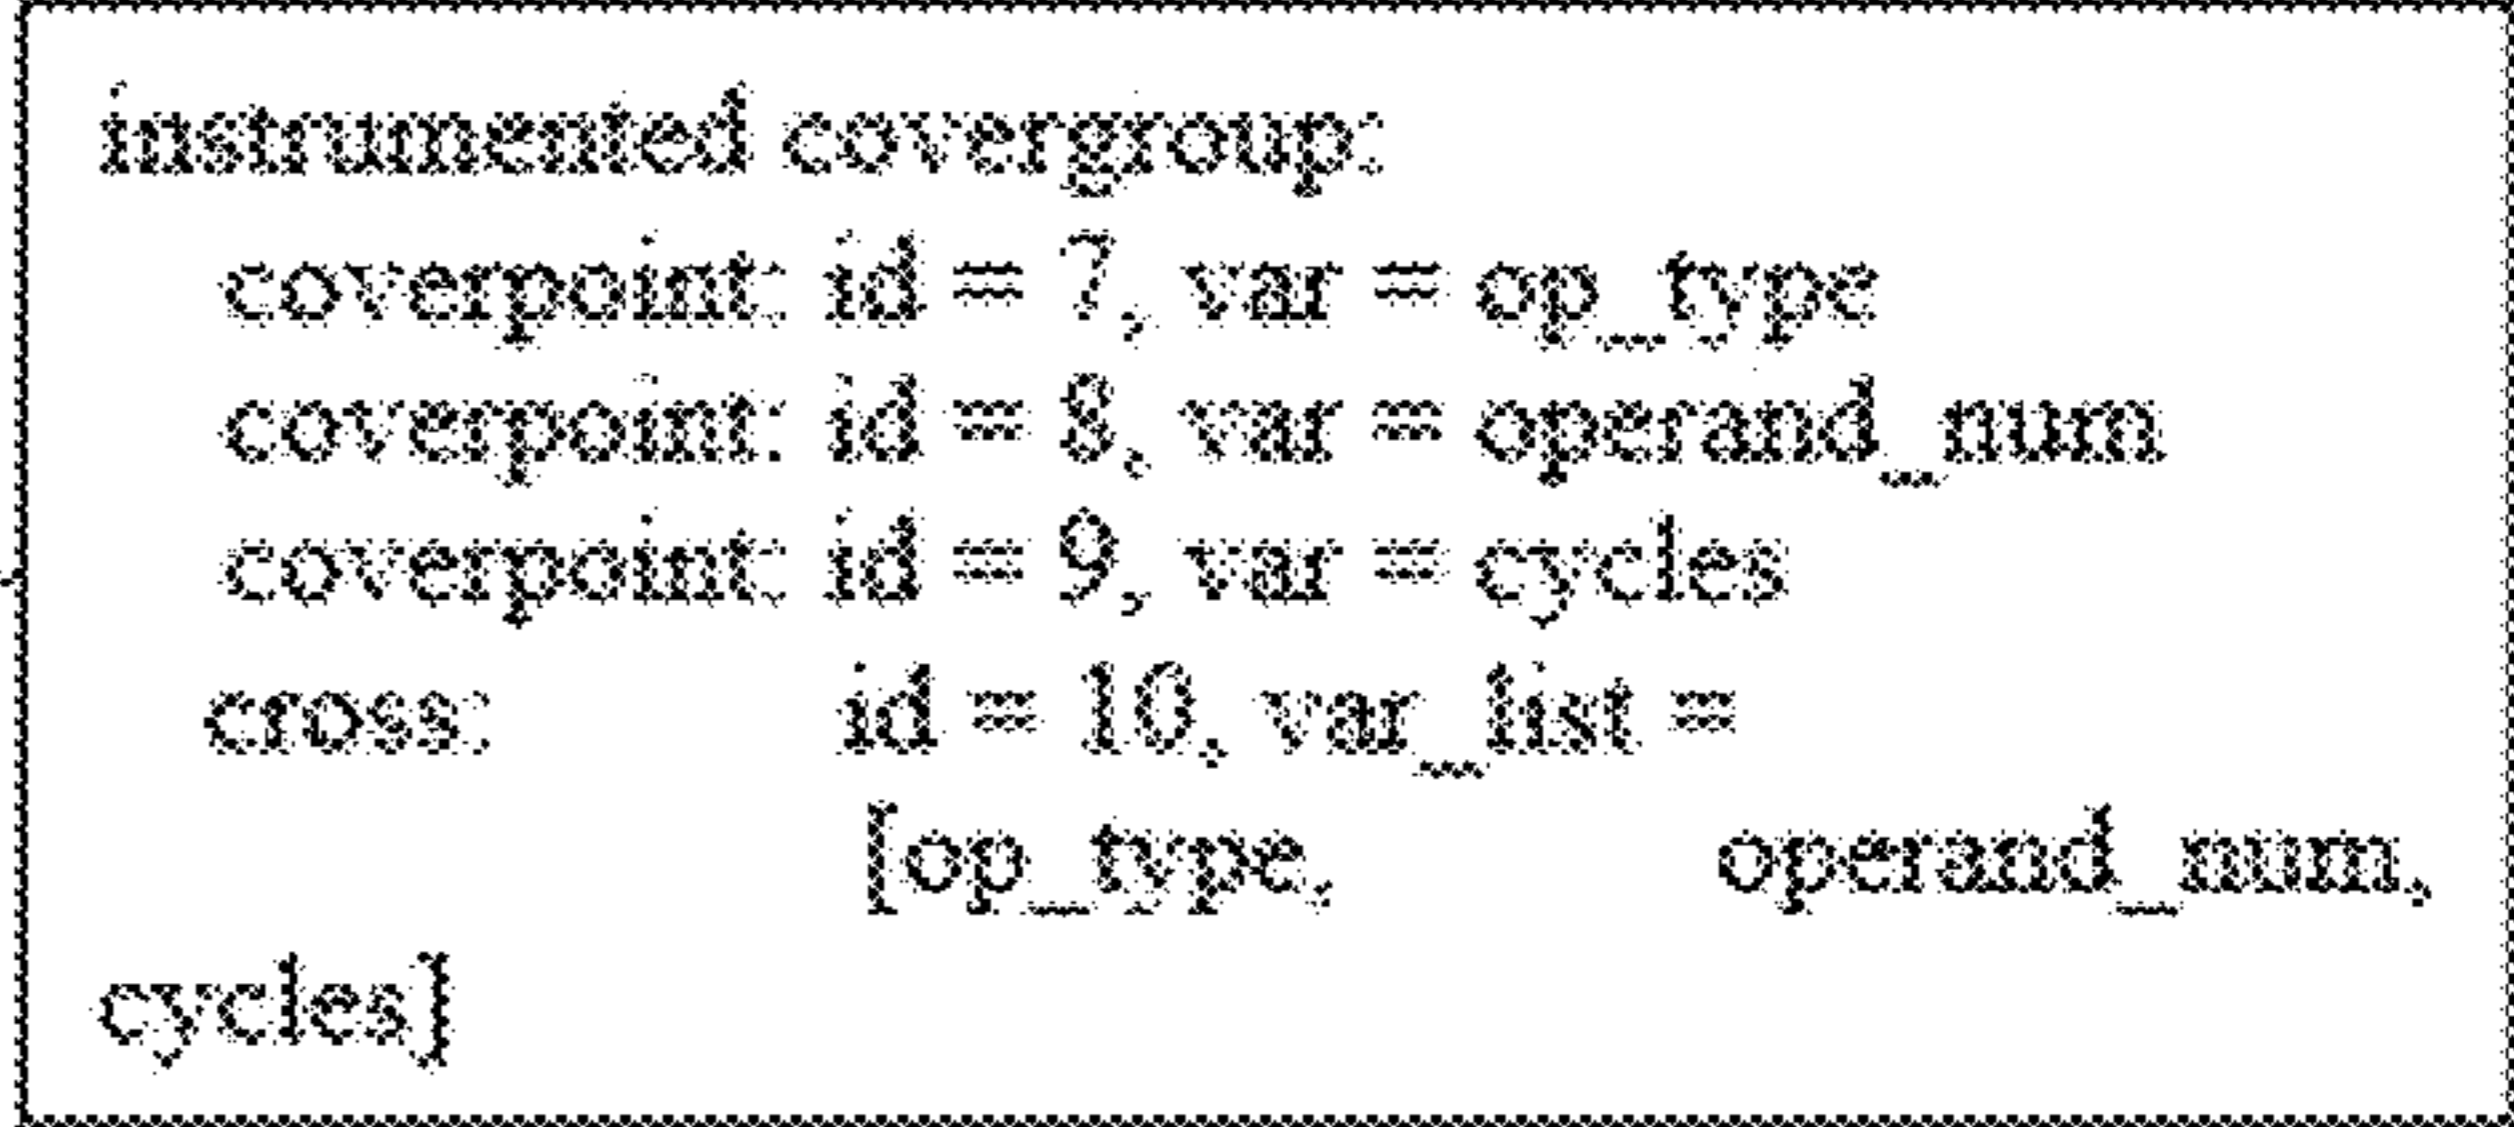 instrumented covergroup:
coverpoint: id = 7, var = op_type
coverpoint: id = 8, var = operand_num
coverpoint: id = 9, var = cycles
cross: id = 10, var_list =
[op_type, operand_num,
cycles]